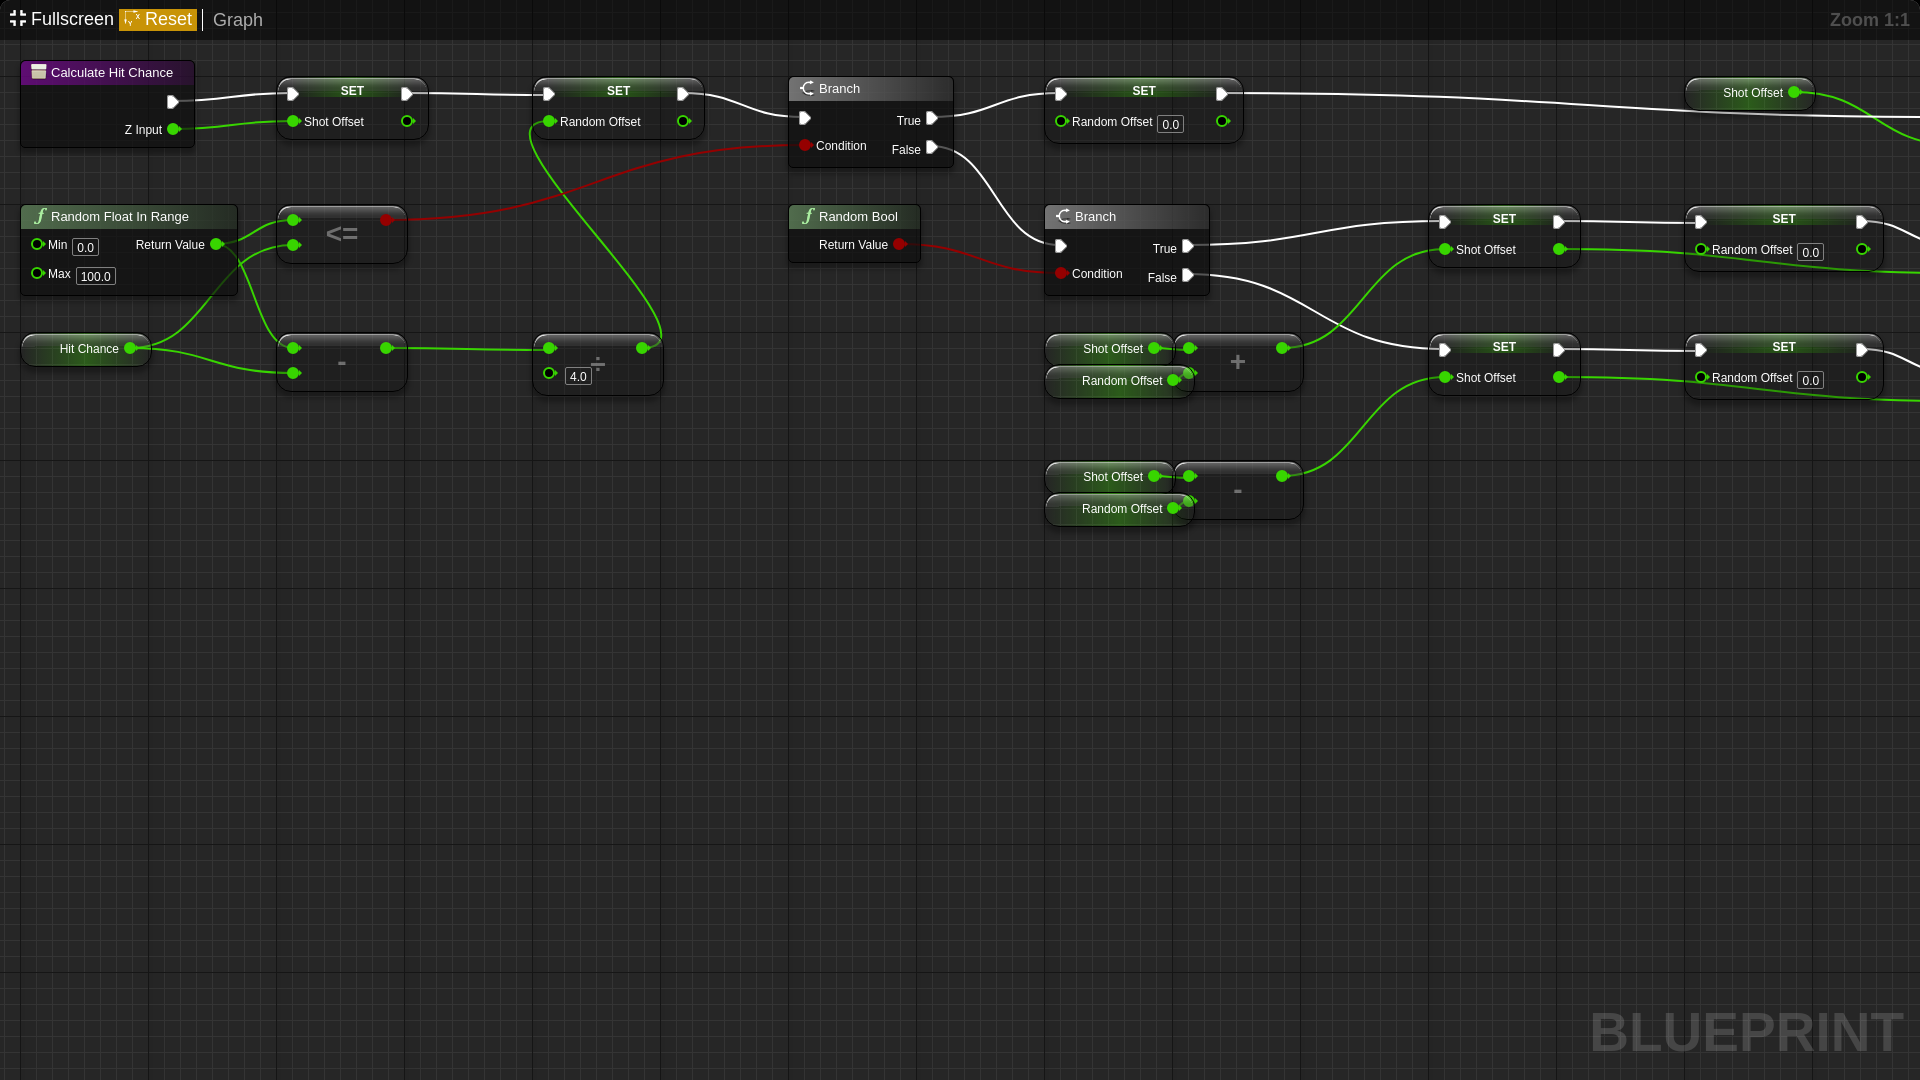 Fullscreen Reset Graph Zoom 1:1
Calculate Hit Chance
Z Input
SET
Shot Offset
SET
Random Offset
Branch
True
Condition
False
SET
Random Offset 0.0
Shot Offset
Random Float In Range
Min 0.0 Return Value
Max 100.0
<=
Random Bool
Return Value
Branch
True
Condition
False
SET
Shot Offset
SET
Random Offset 0.0
Hit Chance
-
÷
4.0
Shot Offset
Random Offset
+
SET
Shot Offset
SET
Random Offset 0.0
Shot Offset
Random Offset
-
BLUEPRINT